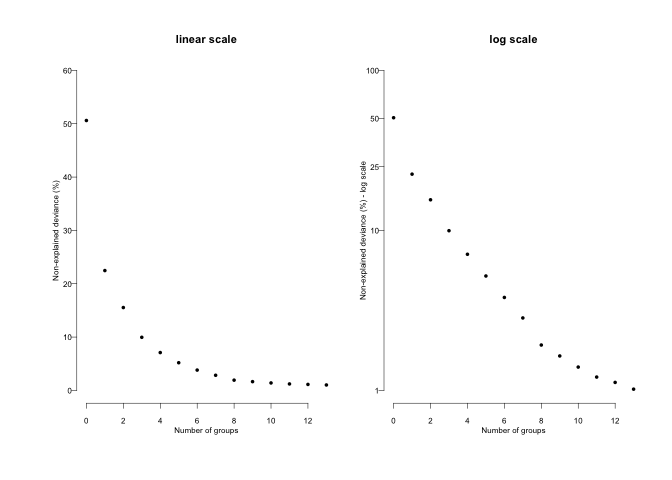 linear scale
60
50
40
30
20
10
0
Non-explained deviance (%)
0 2 4 6 8 10 12
Number of groups
log scale
100
50
25
10
1
Non-explained deviance (%) - log scale
0 2 4 6 8 10 12
Number of groups